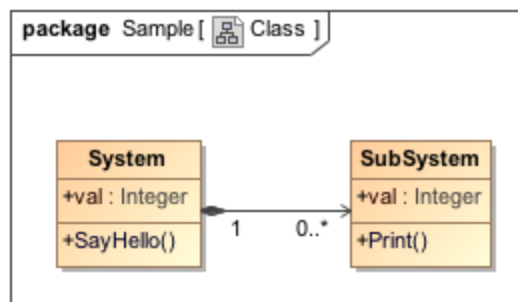 package Sample [ Class ]
System
+val : Integer
+SayHello()
1
0..*
SubSystem
+val : Integer
+Print()